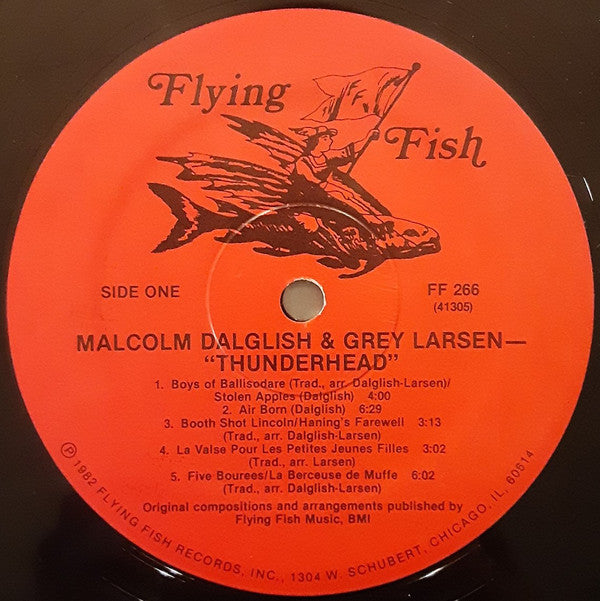 Flying
Fish
SIDE ONE
FF 266
(41305)
MALCOLM DALGLISH & GREY LARSEN—
“THUNDERHEAD”
1. Boys of Ballisodare (Trad., arr. Dalglish-Larsen)/
Stolen Apples (Dalglish) 4:00
2. Air Born (Dalglish) 6:29
3. Booth Shot Lincoln/Haning's Farewell 3:13
(Trad., arr. Dalglish-Larsen)
4. La Valse Pour Les Petites Jeunes Filles 3:02
(Trad., arr. Larsen)
5. Five Bourees/La Berceuse de Muffe 6:02
(Trad., arr. Dalglish-Larsen)
Original compositions and arrangements published by
Flying Fish Music, BMI
Ⓟ 1982 FLYING FISH RECORDS, INC., 1304 W. SCHUBERT, CHICAGO, IL, 60614